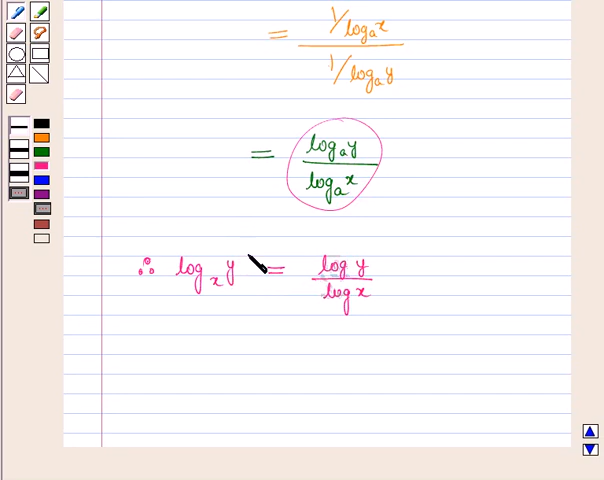 = 1/logₐx / 1/logₐy
= logₐy / logₐx
∴ logₓy = log y / log x